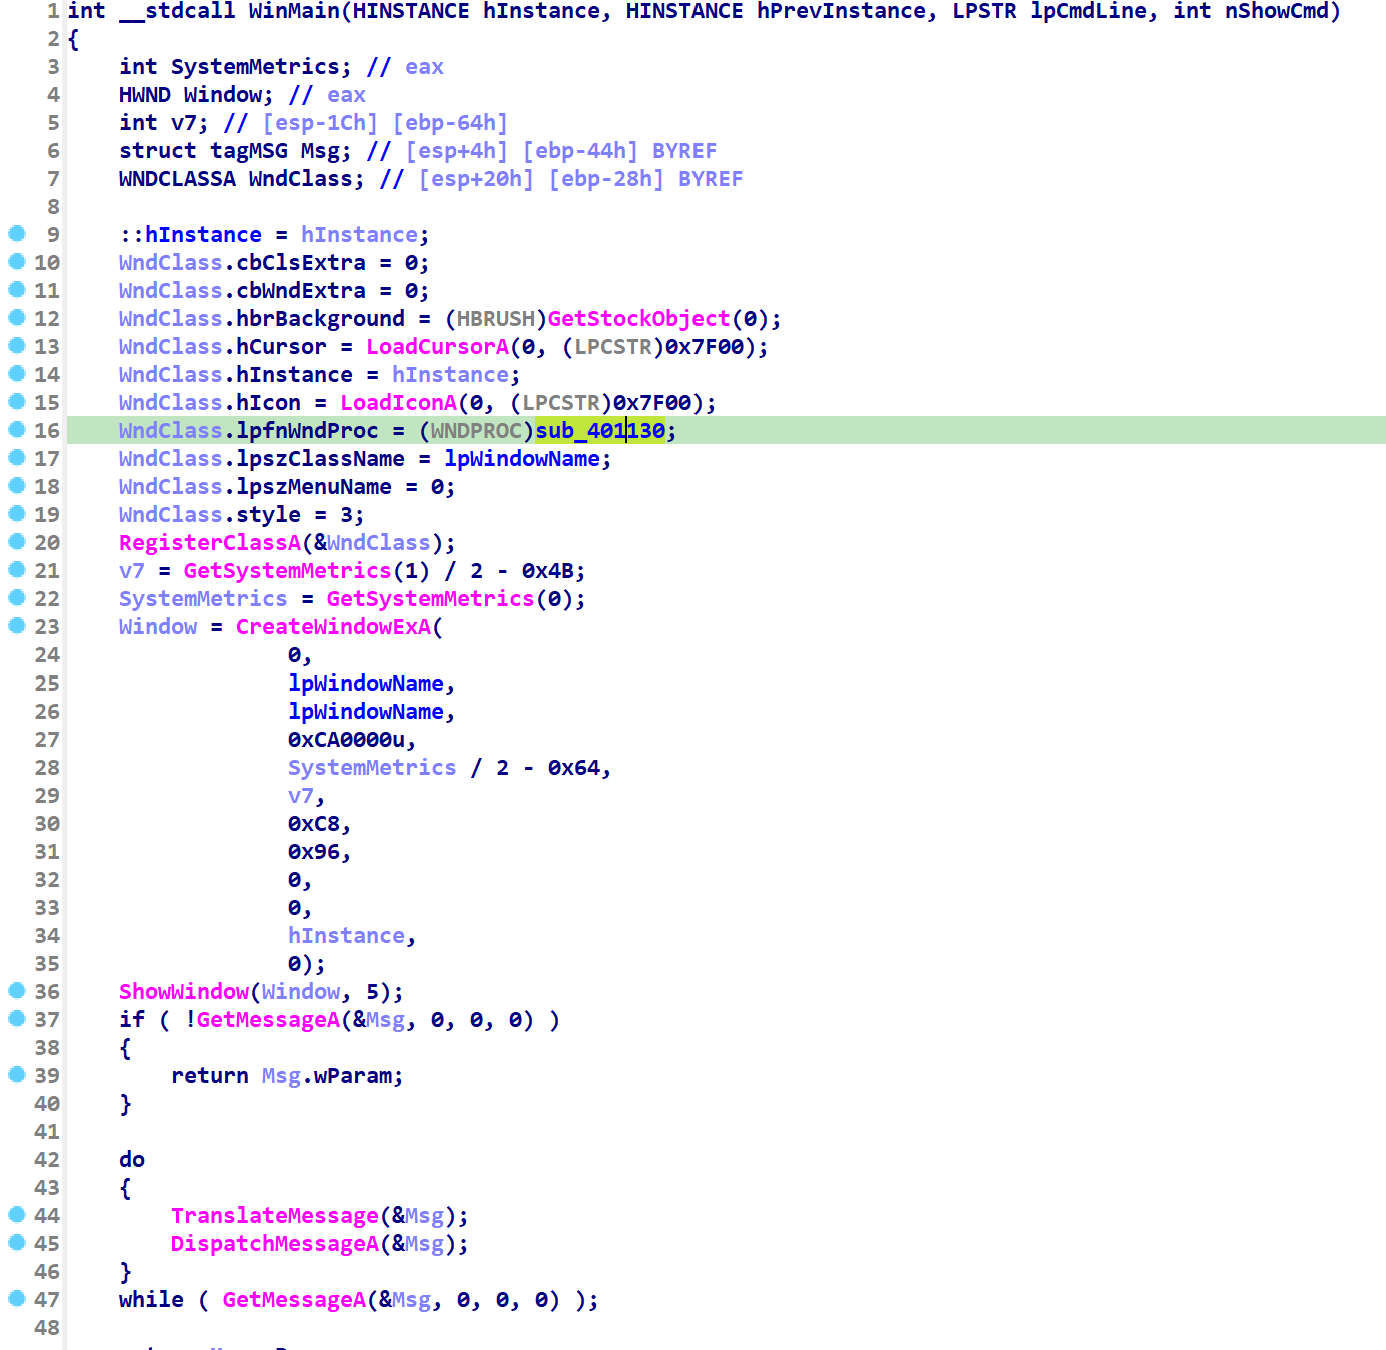 1 int __stdcall WinMain(HINSTANCE hInstance, HINSTANCE hPrevInstance, LPSTR lpCmdLine, int nShowCmd)
2 {
3     int SystemMetrics; // eax
4     HWND Window; // eax
5     int v7; // [esp-1Ch] [ebp-64h]
6     struct tagMSG Msg; // [esp+4h] [ebp-44h] BYREF
7     WNDCLASSA WndClass; // [esp+20h] [ebp-28h] BYREF
8
9     ::hInstance = hInstance;
10     WndClass.cbClsExtra = 0;
11     WndClass.cbWndExtra = 0;
12     WndClass.hbrBackground = (HBRUSH)GetStockObject(0);
13     WndClass.hCursor = LoadCursorA(0, (LPCSTR)0x7F00);
14     WndClass.hInstance = hInstance;
15     WndClass.hIcon = LoadIconA(0, (LPCSTR)0x7F00);
16     WndClass.lpfnWndProc = (WNDPROC)sub_401130;
17     WndClass.lpszClassName = lpWindowName;
18     WndClass.lpszMenuName = 0;
19     WndClass.style = 3;
20     RegisterClassA(&WndClass);
21     v7 = GetSystemMetrics(1) / 2 - 0x4B;
22     SystemMetrics = GetSystemMetrics(0);
23     Window = CreateWindowExA(
24                  0,
25                  lpWindowName,
26                  lpWindowName,
27                  0xCA0000u,
28                  SystemMetrics / 2 - 0x64,
29                  v7,
30                  0xC8,
31                  0x96,
32                  0,
33                  0,
34                  hInstance,
35                  0);
36     ShowWindow(Window, 5);
37     if ( !GetMessageA(&Msg, 0, 0, 0) )
38     {
39         return Msg.wParam;
40     }
41
42     do
43     {
44         TranslateMessage(&Msg);
45         DispatchMessageA(&Msg);
46     }
47     while ( GetMessageA(&Msg, 0, 0, 0) );
48